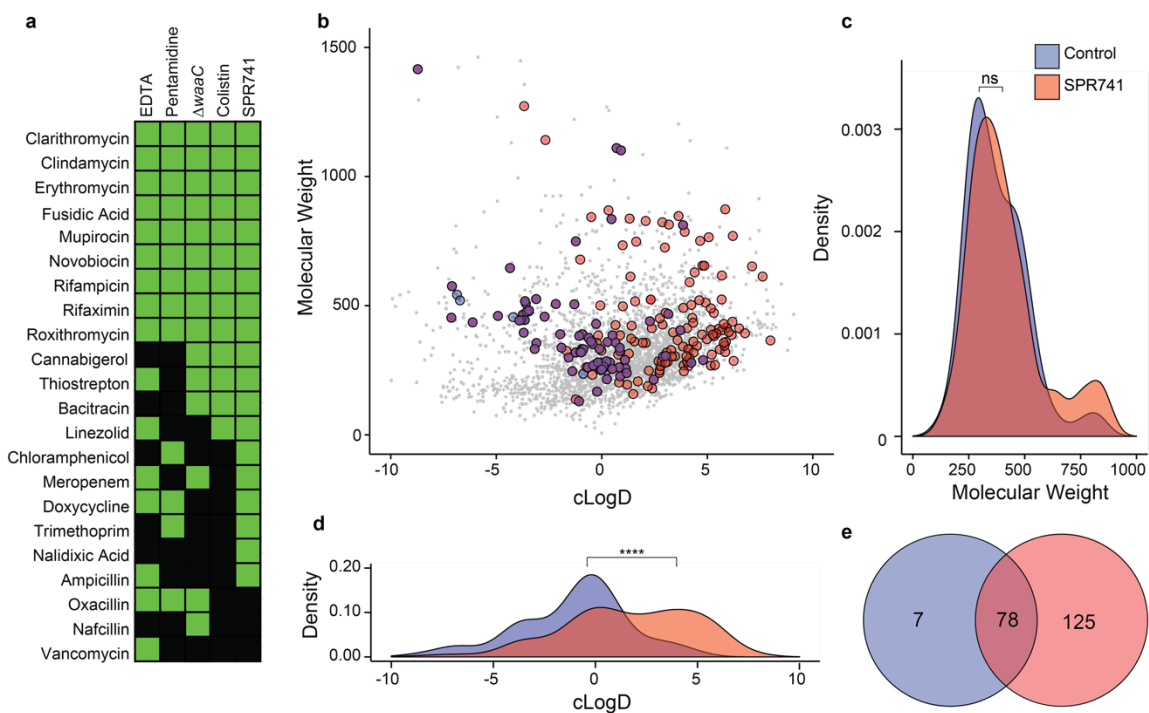 a
EDTA
Pentamidine
ΔwaaC
Colistin
SPR741
Clarithromycin
Clindamycin
Erythromycin
Fusidic Acid
Mupirocin
Novobiocin
Rifampicin
Rifaximin
Roxithromycin
Cannabigerol
Thiostrepton
Bacitracin
Linezolid
Chloramphenicol
Meropenem
Doxycycline
Trimethoprim
Nalidixic Acid
Ampicillin
Oxacillin
Nafcillin
Vancomycin
b
Molecular Weight
1500
1000
500
0
-10
-5
0
5
10
cLogD
c
Control
SPR741
ns
Density
0.003
0.002
0.001
0
0
250
500
750
1000
Molecular Weight
d
****
Density
0.20
0.10
0.00
-10
-5
0
5
10
cLogD
e
7
78
125